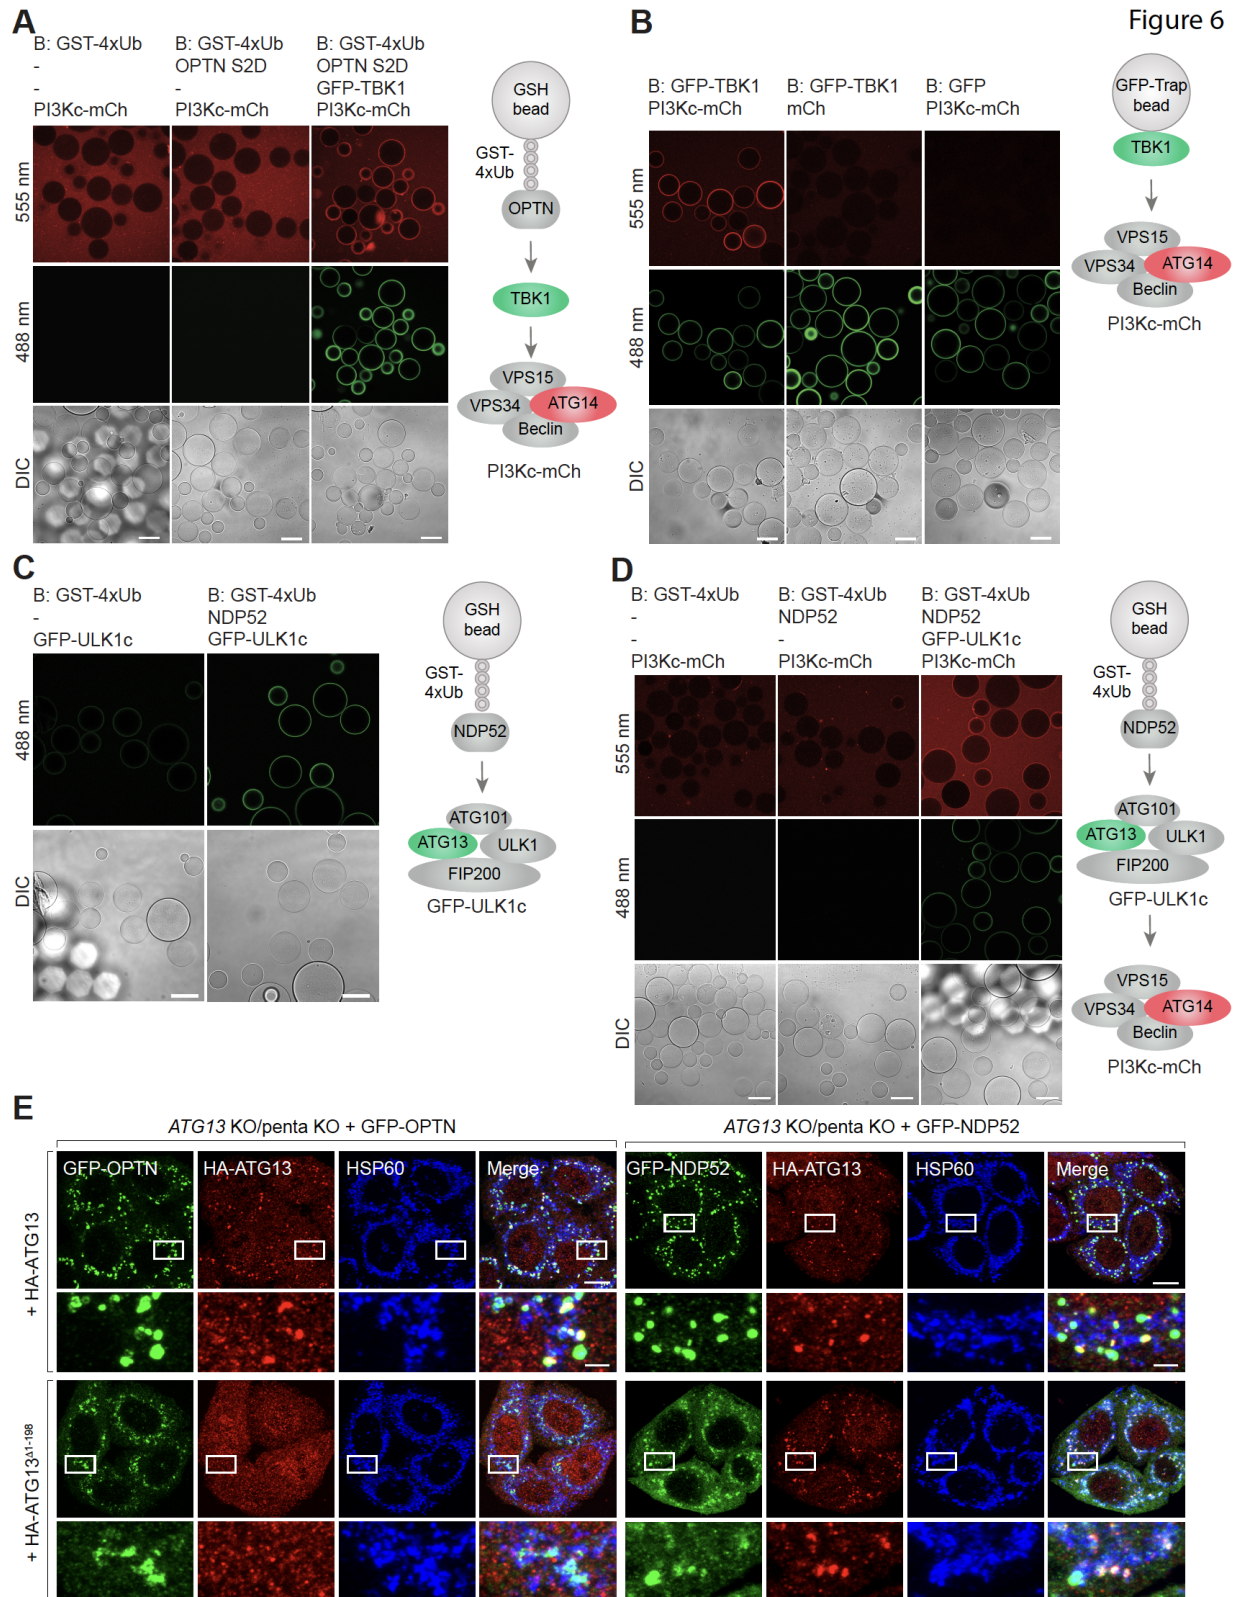 Figure 6
A
B: GST-4xUb
-
-
PI3Kc-mCh
B: GST-4xUb
OPTN S2D
-
PI3Kc-mCh
B: GST-4xUb
OPTN S2D
GFP-TBK1
PI3Kc-mCh
555 nm
488 nm
DIC
GSH
bead
GST-
4xUb
OPTN
TBK1
VPS15
VPS34
ATG14
Beclin
PI3Kc-mCh
B
B: GFP-TBK1
PI3Kc-mCh
B: GFP-TBK1
mCh
B: GFP
PI3Kc-mCh
555 nm
488 nm
DIC
GFP-Trap
bead
TBK1
VPS15
VPS34
ATG14
Beclin
PI3Kc-mCh
C
B: GST-4xUb
-
GFP-ULK1c
B: GST-4xUb
NDP52
GFP-ULK1c
488 nm
DIC
GSH
bead
GST-
4xUb
NDP52
ATG101
ATG13
ULK1
FIP200
GFP-ULK1c
D
B: GST-4xUb
-
-
PI3Kc-mCh
B: GST-4xUb
NDP52
-
PI3Kc-mCh
B: GST-4xUb
NDP52
GFP-ULK1c
PI3Kc-mCh
555 nm
488 nm
DIC
GSH
bead
GST-
4xUb
NDP52
ATG101
ATG13
ULK1
FIP200
GFP-ULK1c
VPS15
VPS34
ATG14
Beclin
PI3Kc-mCh
E
ATG13 KO/penta KO + GFP-OPTN
ATG13 KO/penta KO + GFP-NDP52
GFP-OPTN
HA-ATG13
HSP60
Merge
GFP-NDP52
HA-ATG13
HSP60
Merge
+ HA-ATG13
+ HA-ATG13Δ1-198